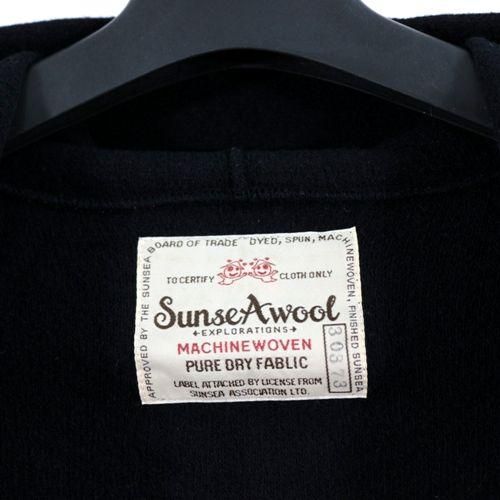 APPROVED BY THE SUNSEA BOARD OF TRADE DYED, SPUN, MACHINEWOVEN, FINISHED SUNSEA
TO CERTIFY CLOTH ONLY
SunseAwool
EXPLORATIONS
MACHINEWOVEN
PURE DRY FABLIC
LABEL ATTACHED BY LICENSE FROM
SUNSEA ASSOCIATION LTD.
30373